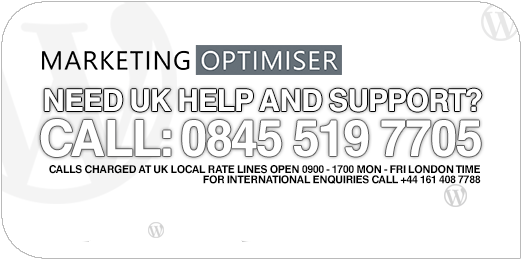 MARKETING OPTIMISER
NEED UK HELP AND SUPPORT?
CALL: 0845 519 7705
CALLS CHARGED AT UK LOCAL RATE LINES OPEN 0900 - 1700 MON - FRI LONDON TIME
FOR INTERNATIONAL ENQUIRIES CALL +44 161 408 7788